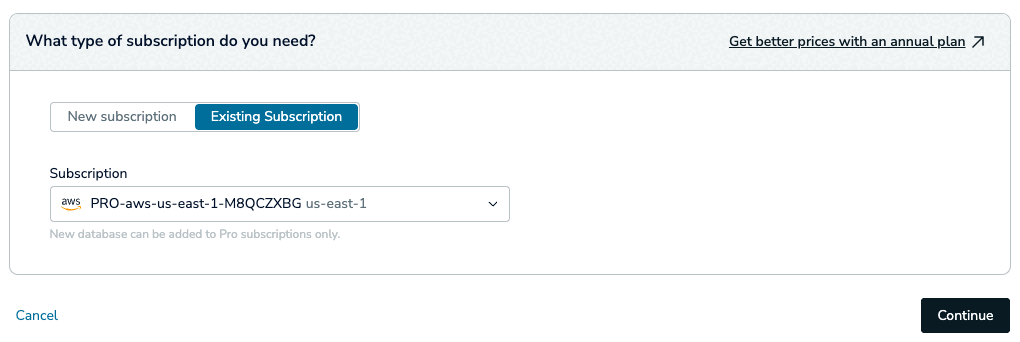 What type of subscription do you need?
Get better prices with an annual plan
New subscription
Existing Subscription
Subscription
aws PRO-aws-us-east-1-M8QCZXBG us-east-1
New database can be added to Pro subscriptions only.
Cancel
Continue